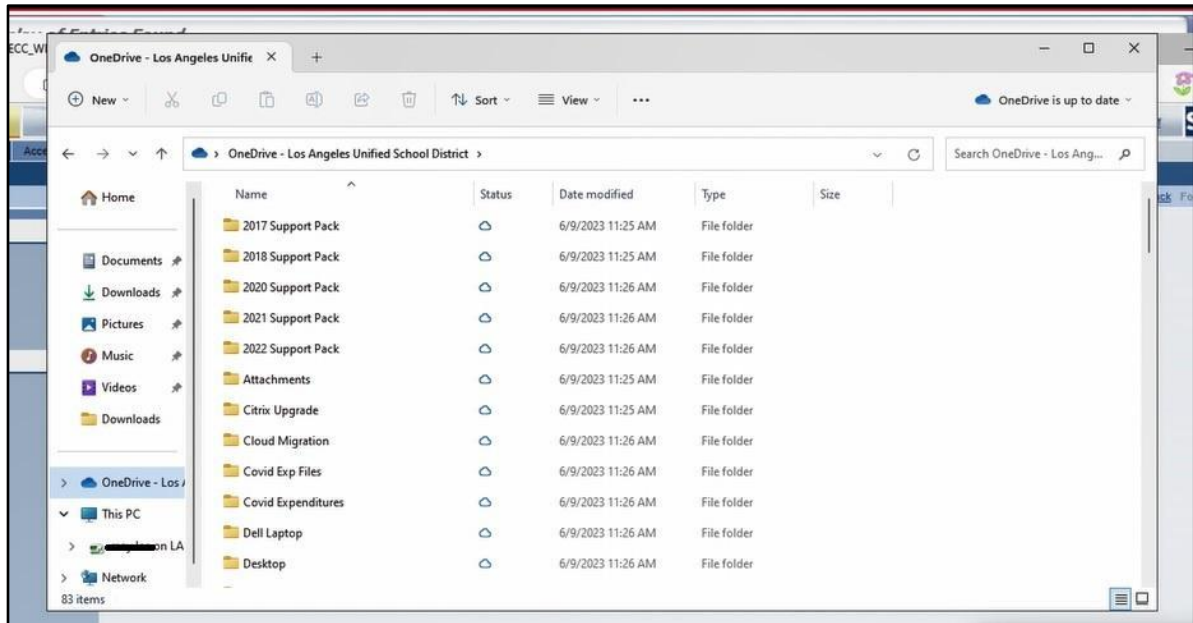 ECC_WI
OneDrive - Los Angeles Unifie
New
Sort
View
OneDrive is up to date
Acce
OneDrive - Los Angeles Unified School District
Search OneDrive - Los Ang...
Home
Name Status Date modified Type Size
2017 Support Pack 6/9/2023 11:25 AM File folder
Documents
2018 Support Pack 6/9/2023 11:25 AM File folder
Downloads
2020 Support Pack 6/9/2023 11:26 AM File folder
Pictures
2021 Support Pack 6/9/2023 11:26 AM File folder
Music
2022 Support Pack 6/9/2023 11:26 AM File folder
Videos
Attachments 6/9/2023 11:25 AM File folder
Downloads
Citrix Upgrade 6/9/2023 11:25 AM File folder
Cloud Migration 6/9/2023 11:26 AM File folder
OneDrive - Los A
Covid Exp Files 6/9/2023 11:26 AM File folder
This PC
Covid Expenditures 6/9/2023 11:26 AM File folder
on LA
Dell Laptop 6/9/2023 11:26 AM File folder
Network
Desktop 6/9/2023 11:26 AM File folder
83 items